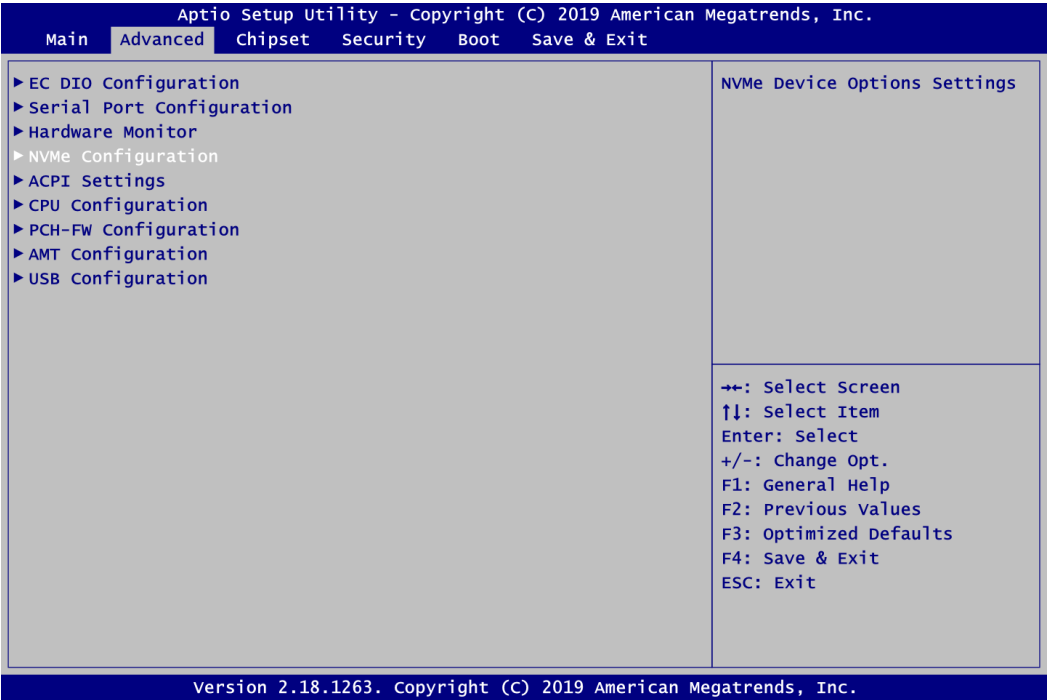 Aptio Setup Utility – Copyright (C) 2019 American Megatrends, Inc.
Main Advanced Chipset Security Boot Save & Exit
►EC DIO Configuration
►Serial Port Configuration
►Hardware Monitor
►NVMe Configuration
►ACPI Settings
►CPU Configuration
►PCH-FW Configuration
►AMT Configuration
►USB Configuration
NVMe Device Options Settings
→←: Select Screen
↑↓: Select Item
Enter: Select
+/-: Change Opt.
F1: General Help
F2: Previous Values
F3: Optimized Defaults
F4: Save & Exit
ESC: Exit
Version 2.18.1263. Copyright (C) 2019 American Megatrends, Inc.